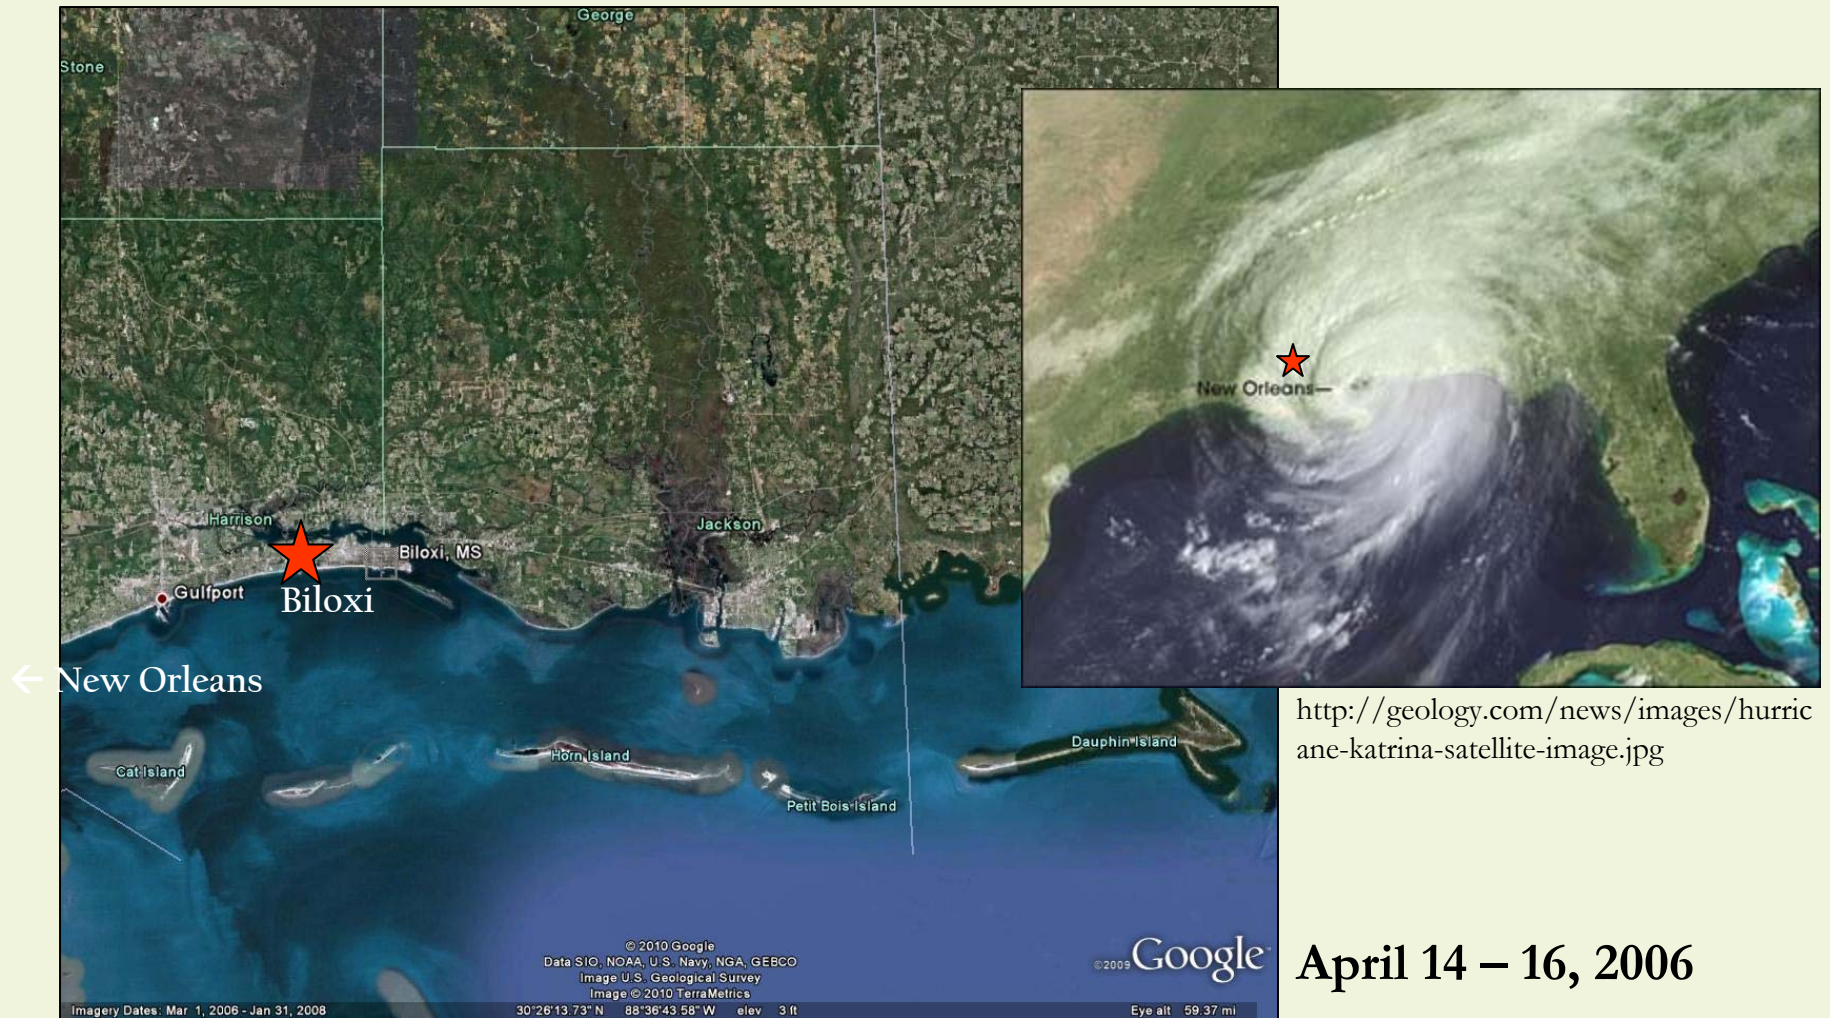 George
Stone
New Orleans—
Harrison
Jackson
Biloxi, MS
Gulfport
Biloxi
← New Orleans
http://geology.com/news/images/hurric
ane-katrina-satellite-image.jpg
Dauphin Island
Horn Island
Cat Island
Petit Bois Island
© 2010 Google
Data SIO, NOAA, U.S. Navy, NGA, GEBCO
Image U.S. Geological Survey
Image © 2010 TerraMetrics
©2009 Google
April 14 – 16, 2006
Imagery Dates: Mar 1, 2006 - Jan 31, 2008 30°26'13.73" N 88°36'43.58" W elev 3 ft Eye alt 59.37 mi